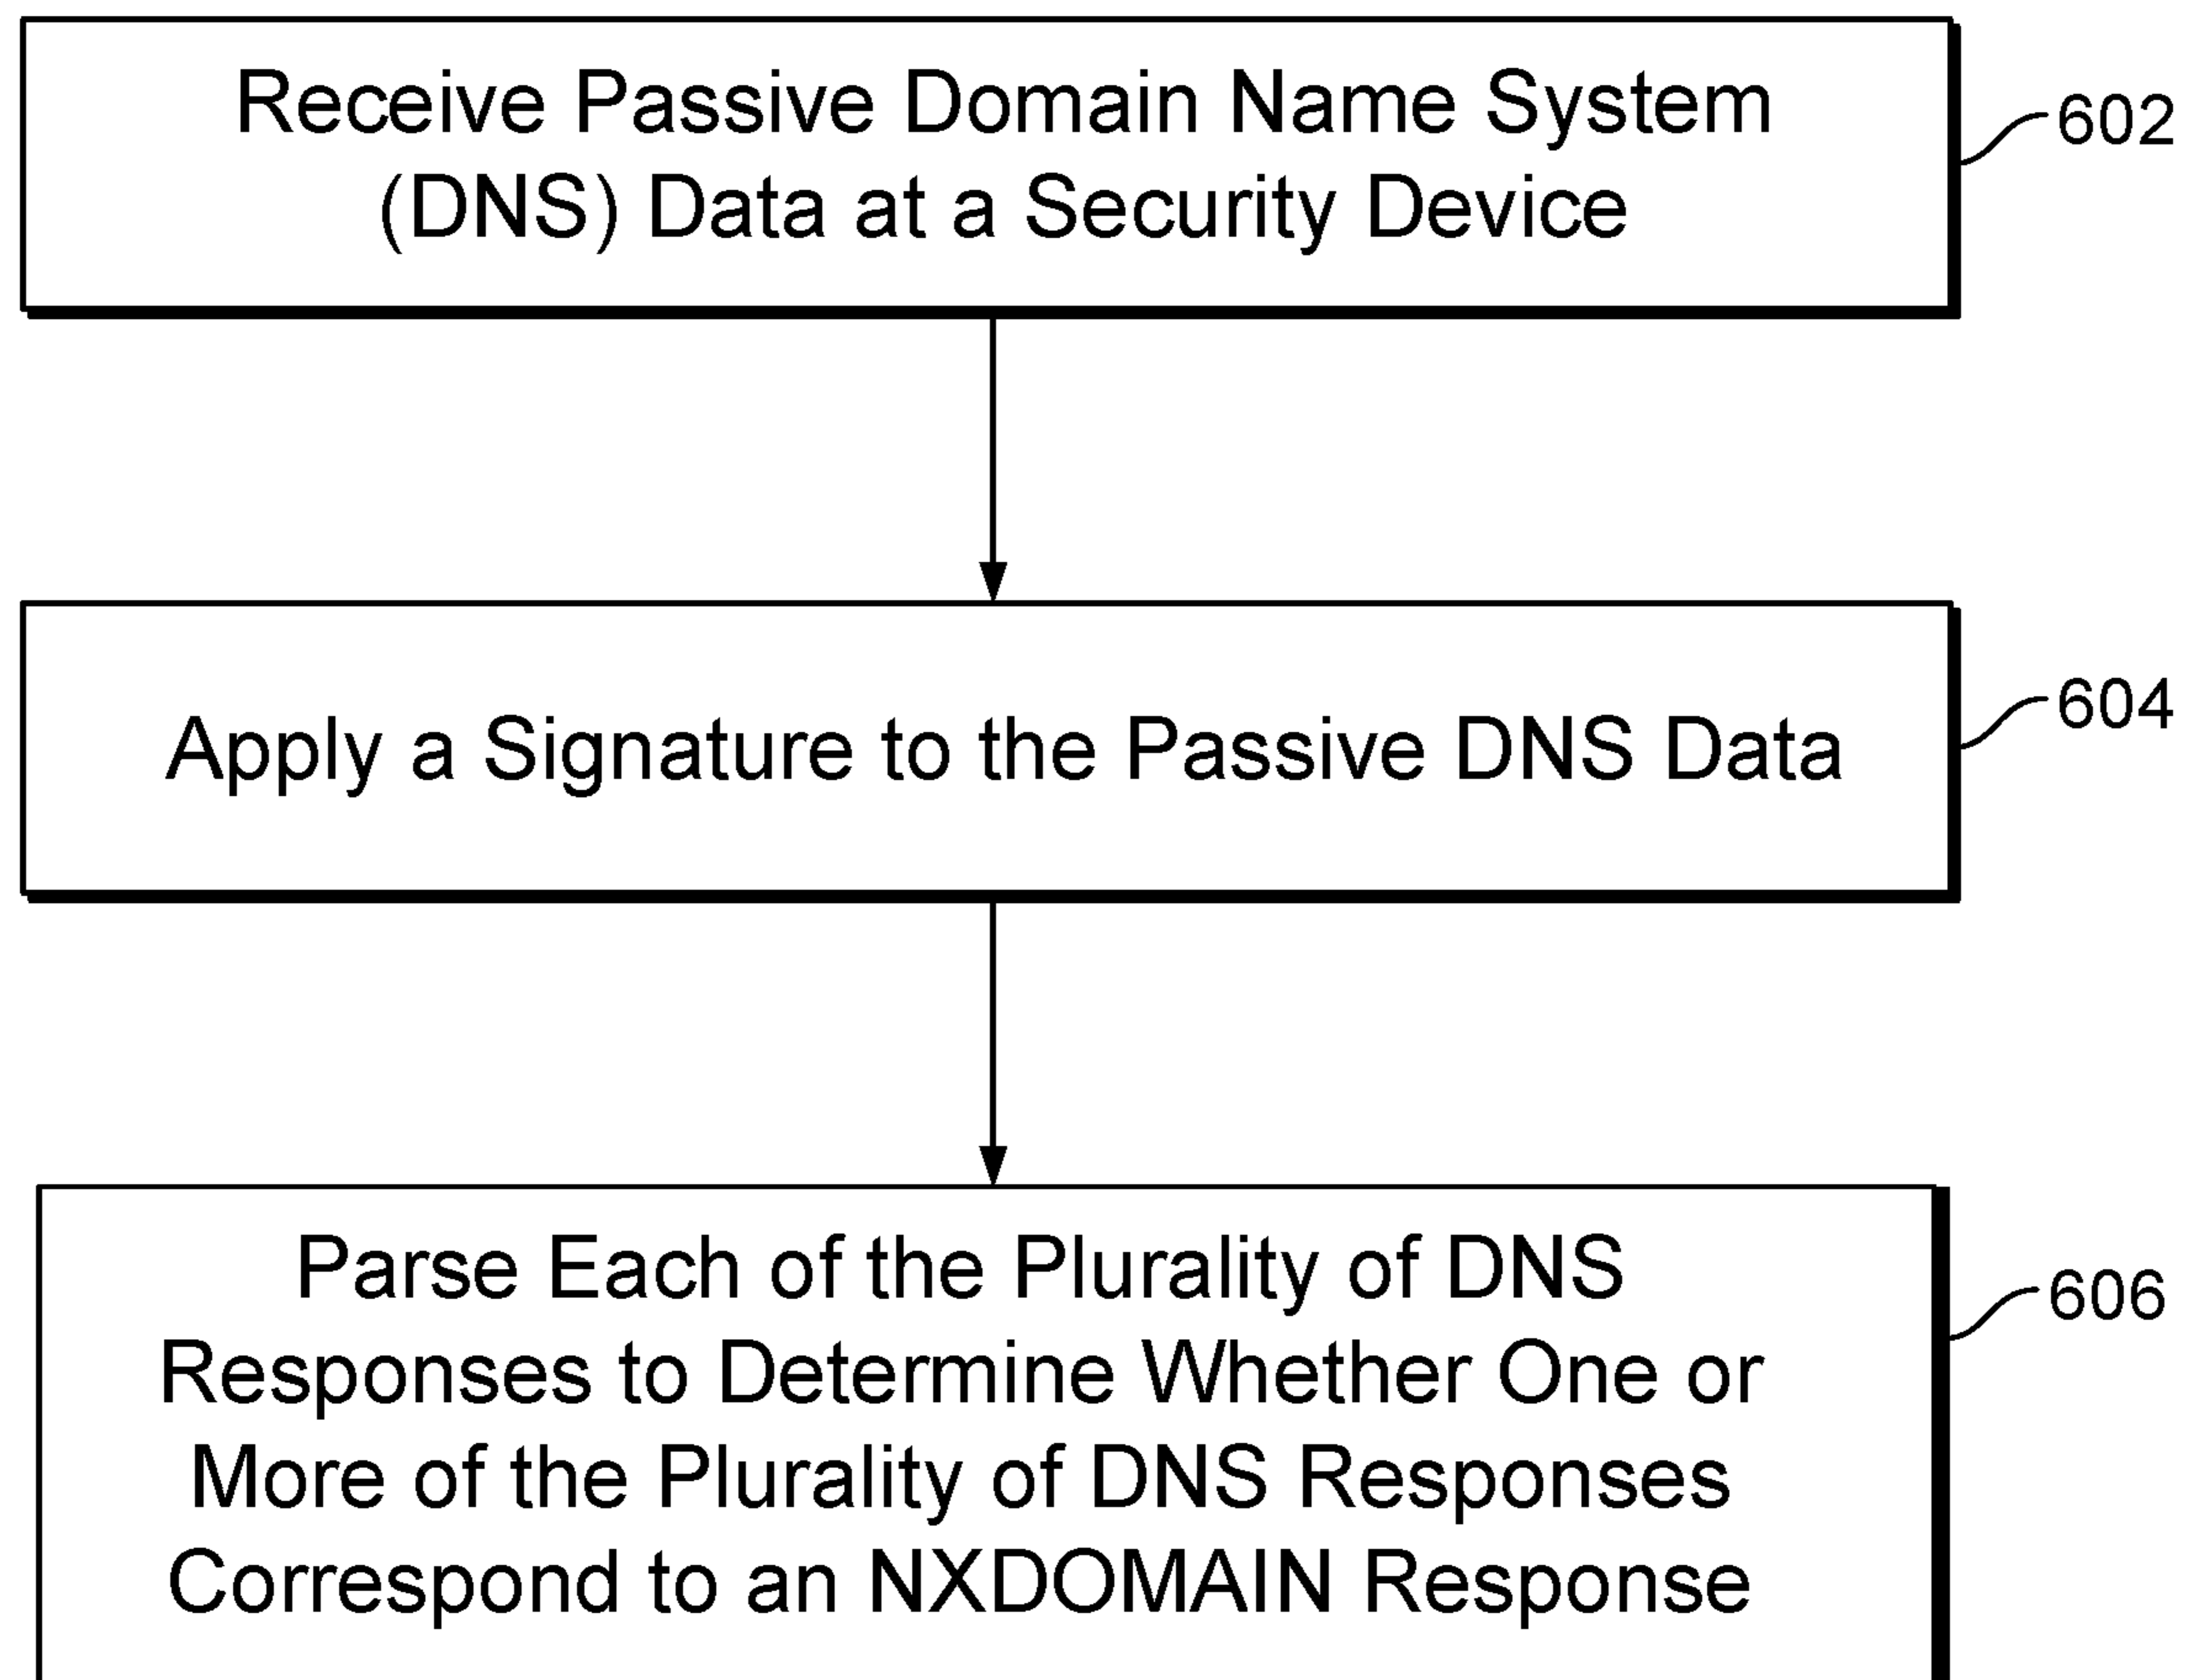 Receive Passive Domain Name System
(DNS) Data at a Security Device
602
Apply a Signature to the Passive DNS Data
604
Parse Each of the Plurality of DNS
Responses to Determine Whether One or
More of the Plurality of DNS Responses
Correspond to an NXDOMAIN Response
606